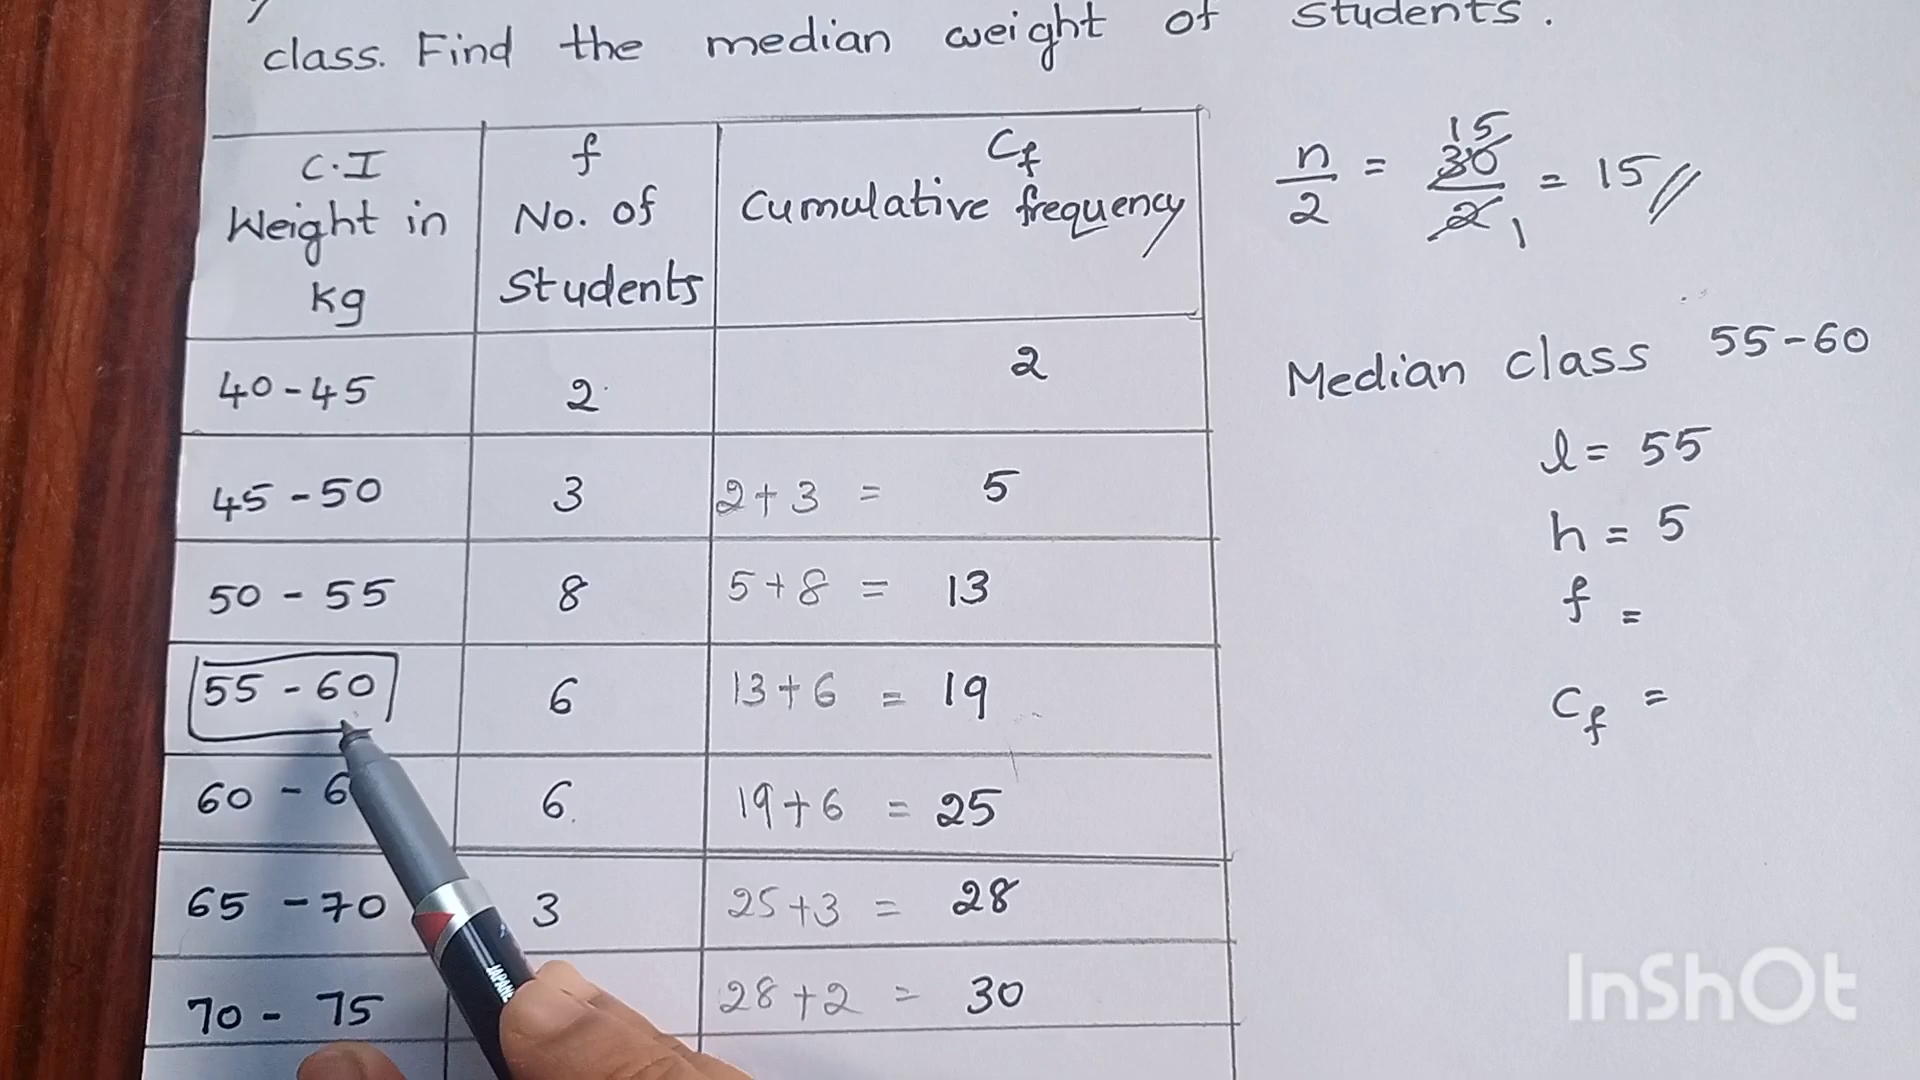 class. Find the median weight of students.
C.I
Weight in
kg
f
No. of
Students
Cf
Cumulative frequency
40-45 2 2
45-50 3 2+3 = 5
50-55 8 5+8 = 13
55-60 6 13+6 = 19
60-6 6 19+6 = 25
65-70 3 25+3 = 28
70-75 28+2 = 30
n/2 = 30/2 = 15
15
1
Median class 55-60
l = 55
h = 5
f =
Cf =
JAPANE
InShOt